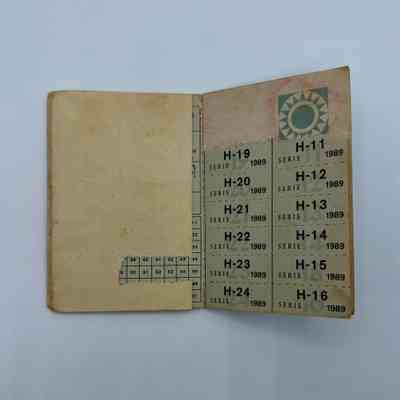 H-19
SERIE 1989
H-20
SERIE 1989
H-21
SERIE 1989
H-22
SERIE 1989
H-23
SERIE 1989
H-24
SERIE 1989
H-11
SERIE 1989
H-12
SERIE 1989
H-13
SERIE 1989
H-14
SERIE 1989
H-15
SERIE 1989
H-16
SERIE 1989